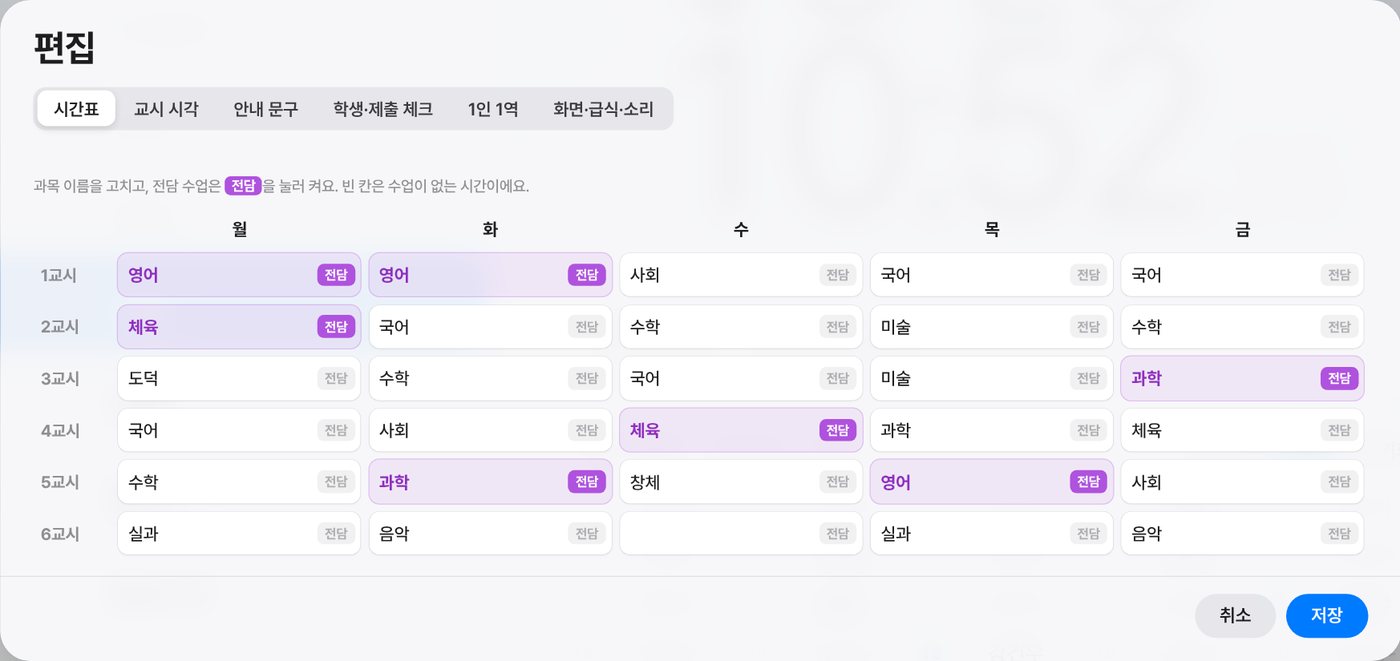 편집
시간표 교시 시각 안내 문구 학생·제출 체크 1인 1역 화면·급식·소리
과목 이름을 고치고, 전담 수업은 전담을 눌러 켜요. 빈 칸은 수업이 없는 시간이에요.
월 화 수 목 금
1교시 영어 전담 영어 전담 사회 전담 국어 전담 국어 전담
2교시 체육 전담 국어 전담 수학 전담 미술 전담 수학 전담
3교시 도덕 전담 수학 전담 국어 전담 미술 전담 과학 전담
4교시 국어 전담 사회 전담 체육 전담 과학 전담 체육 전담
5교시 수학 전담 과학 전담 창체 전담 영어 전담 사회 전담
6교시 실과 전담 음악 전담 전담 실과 전담 음악 전담
취소 저장